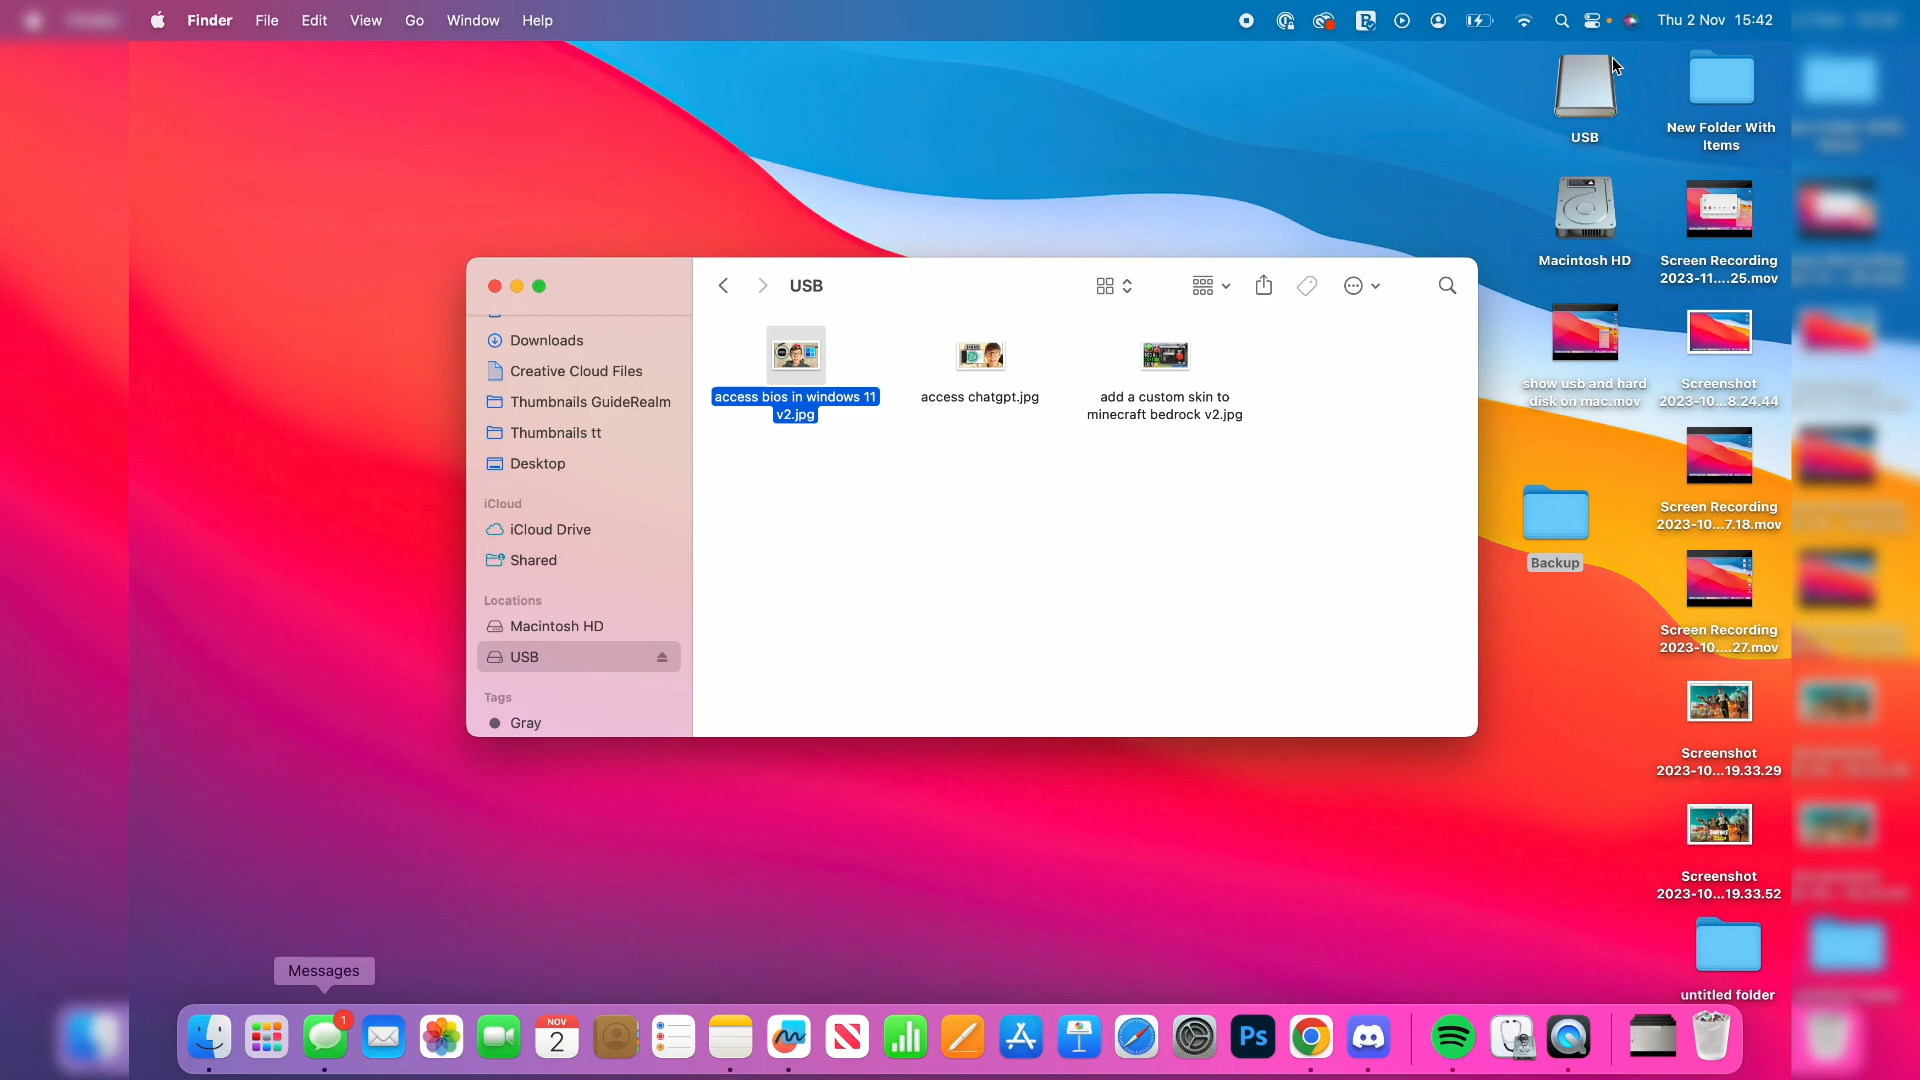 Finder File Edit View Go Window Help
Thu 2 Nov 15:42
USB
New Folder With
Items
Macintosh HD
Screen Recording
2023-11....25.mov
show usb and hard
disk on mac.mov
Screenshot
2023-10...8.24.44
Screen Recording
2023-10...7.18.mov
Backup
Screen Recording
2023-10....27.mov
Screenshot
2023-10...19.33.29
Screenshot
2023-10...19.33.52
untitled folder
USB
Downloads
Creative Cloud Files
Thumbnails GuideRealm
Thumbnails tt
Desktop
iCloud
iCloud Drive
Shared
Locations
Macintosh HD
USB
Tags
Gray
access bios in windows 11
v2.jpg
access chatgpt.jpg
add a custom skin to
minecraft bedrock v2.jpg
Messages
1
NOV
2
Ps